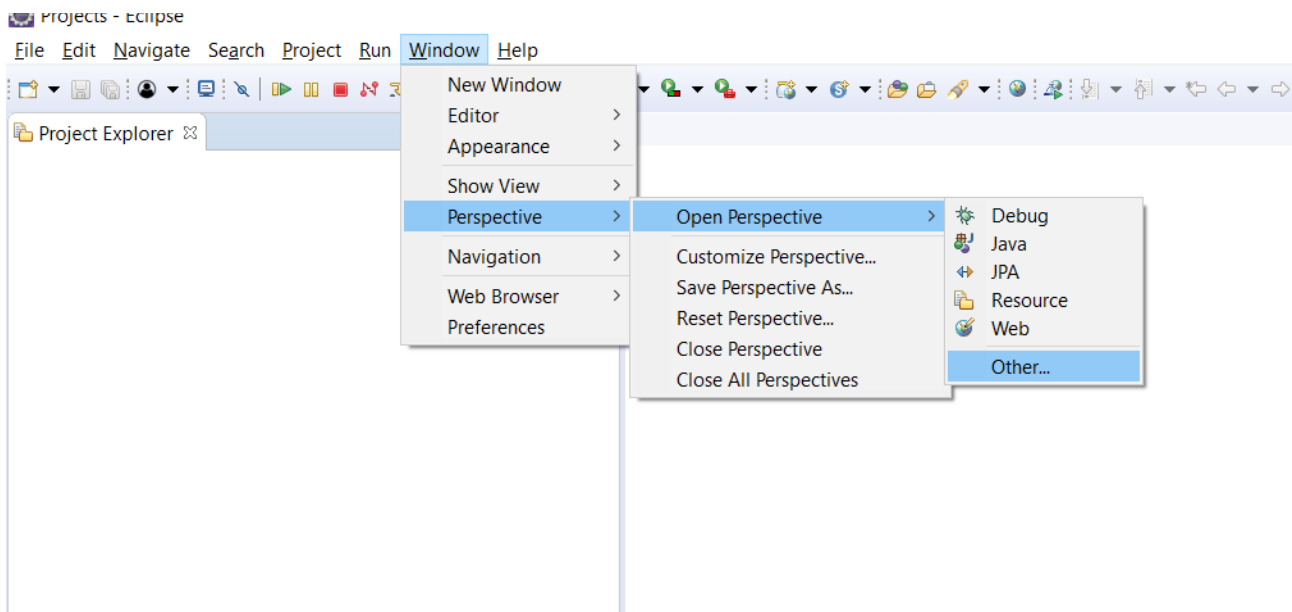 Projects - Eclipse
File Edit Navigate Search Project Run Window Help
Project Explorer
New Window
Editor
Appearance
Show View
Perspective
Navigation
Web Browser
Preferences
Open Perspective
Customize Perspective...
Save Perspective As...
Reset Perspective...
Close Perspective
Close All Perspectives
Debug
Java
JPA
Resource
Web
Other...